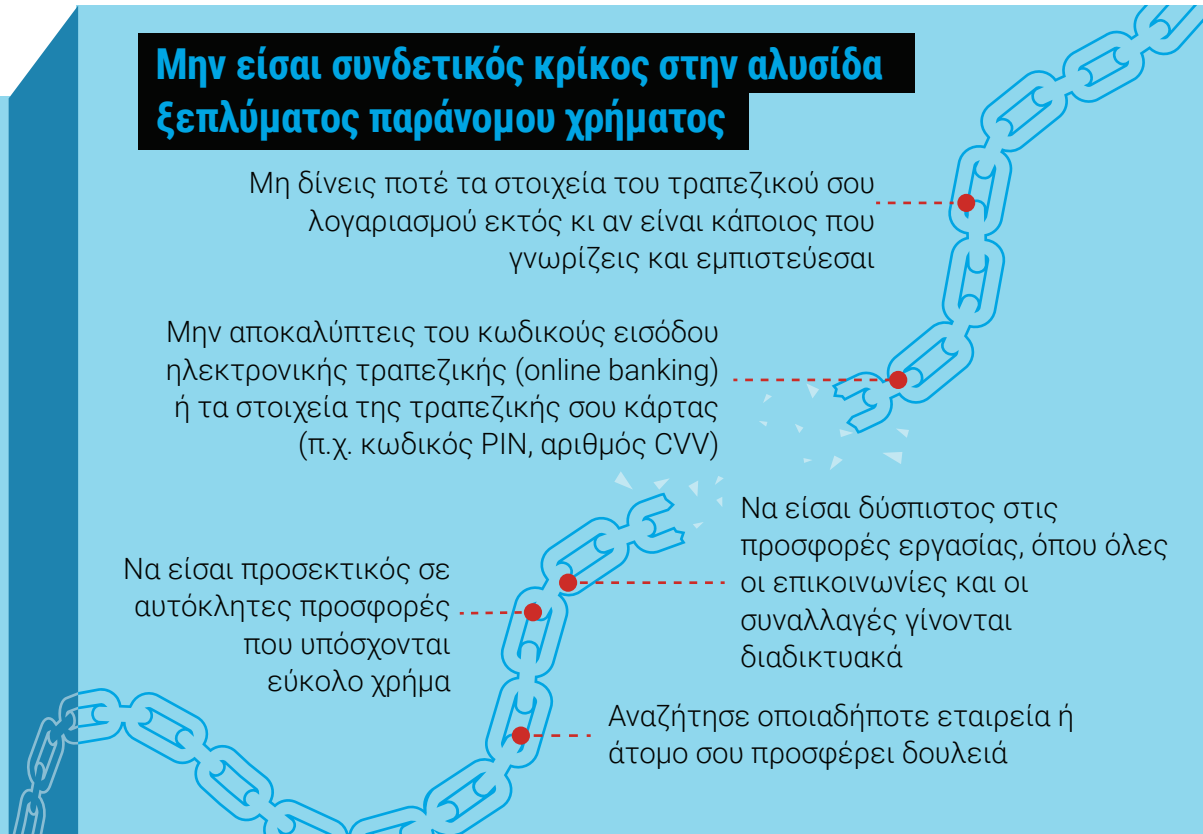 Μην είσαι συνδετικός κρίκος στην αλυσίδα
ξεπλύματος παράνομου χρήματος
Μη δίνεις ποτέ τα στοιχεία του τραπεζικού σου
λογαριασμού εκτός κι αν είναι κάποιος που
γνωρίζεις και εμπιστεύεσαι
Μην αποκαλύπτεις του κωδικούς εισόδου
ηλεκτρονικής τραπεζικής (online banking)
ή τα στοιχεία της τραπεζικής σου κάρτας
(π.χ. κωδικός PIN, αριθμός CVV)
Να είσαι δύσπιστος στις
προσφορές εργασίας, όπου όλες
οι επικοινωνίες και οι
συναλλαγές γίνονται
διαδικτυακά
Να είσαι προσεκτικός σε
αυτόκλητες προσφορές
που υπόσχονται
εύκολο χρήμα
Αναζήτησε οποιαδήποτε εταιρεία ή
άτομο σου προσφέρει δουλειά